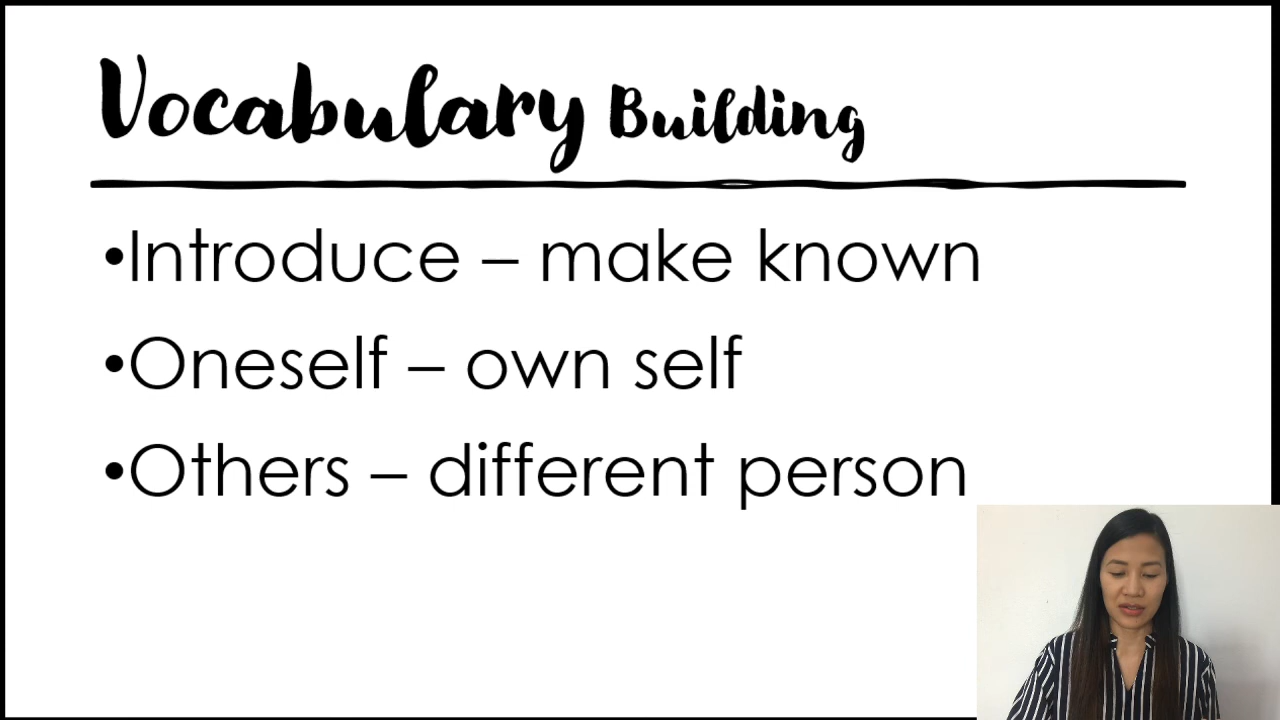 Vocabulary Building
•Introduce – make known
•Oneself – own self
•Others – different person